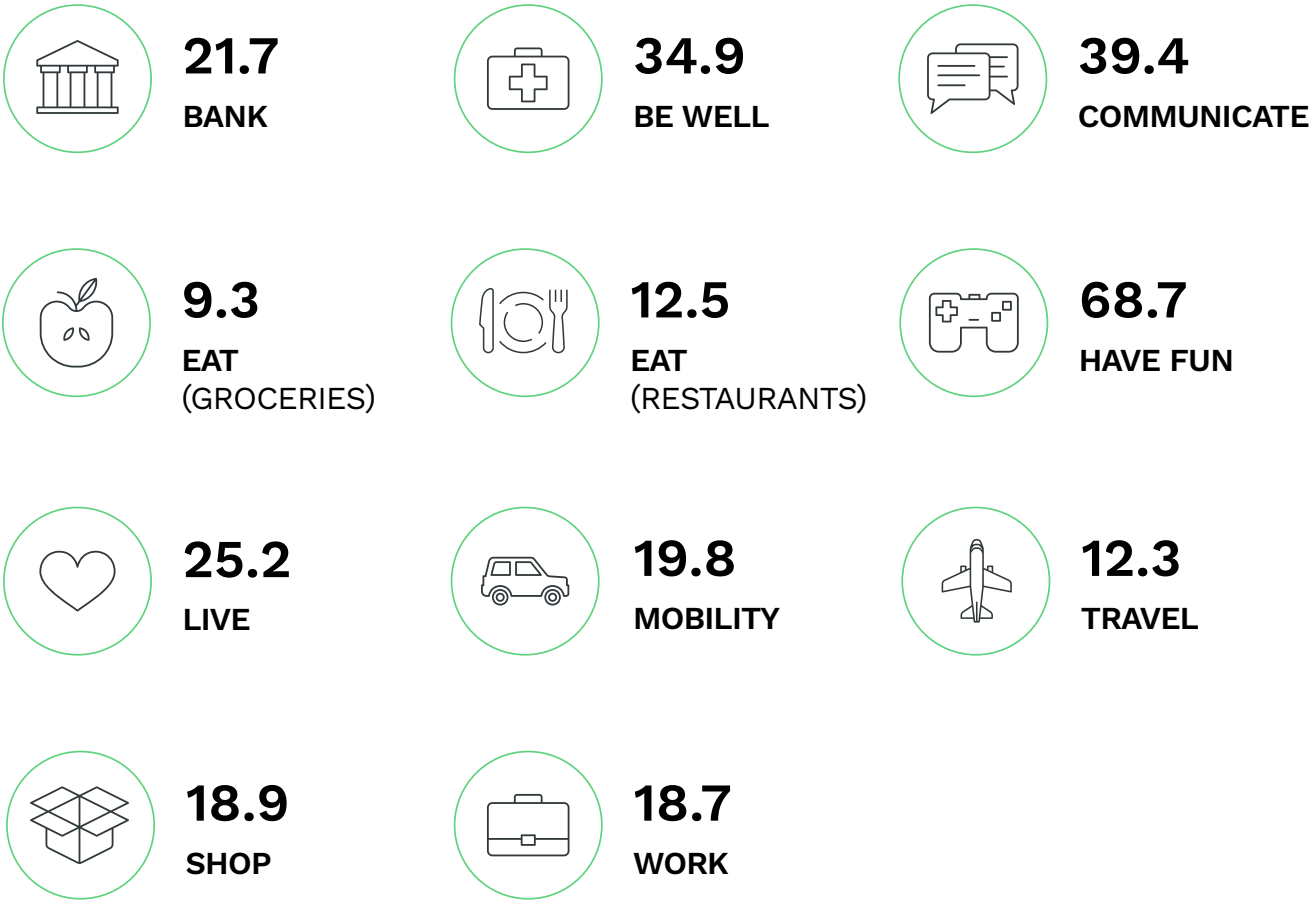 21.7
BANK
34.9
BE WELL
39.4
COMMUNICATE
9.3
EAT
(GROCERIES)
12.5
EAT
(RESTAURANTS)
68.7
HAVE FUN
25.2
LIVE
19.8
MOBILITY
12.3
TRAVEL
18.9
SHOP
18.7
WORK